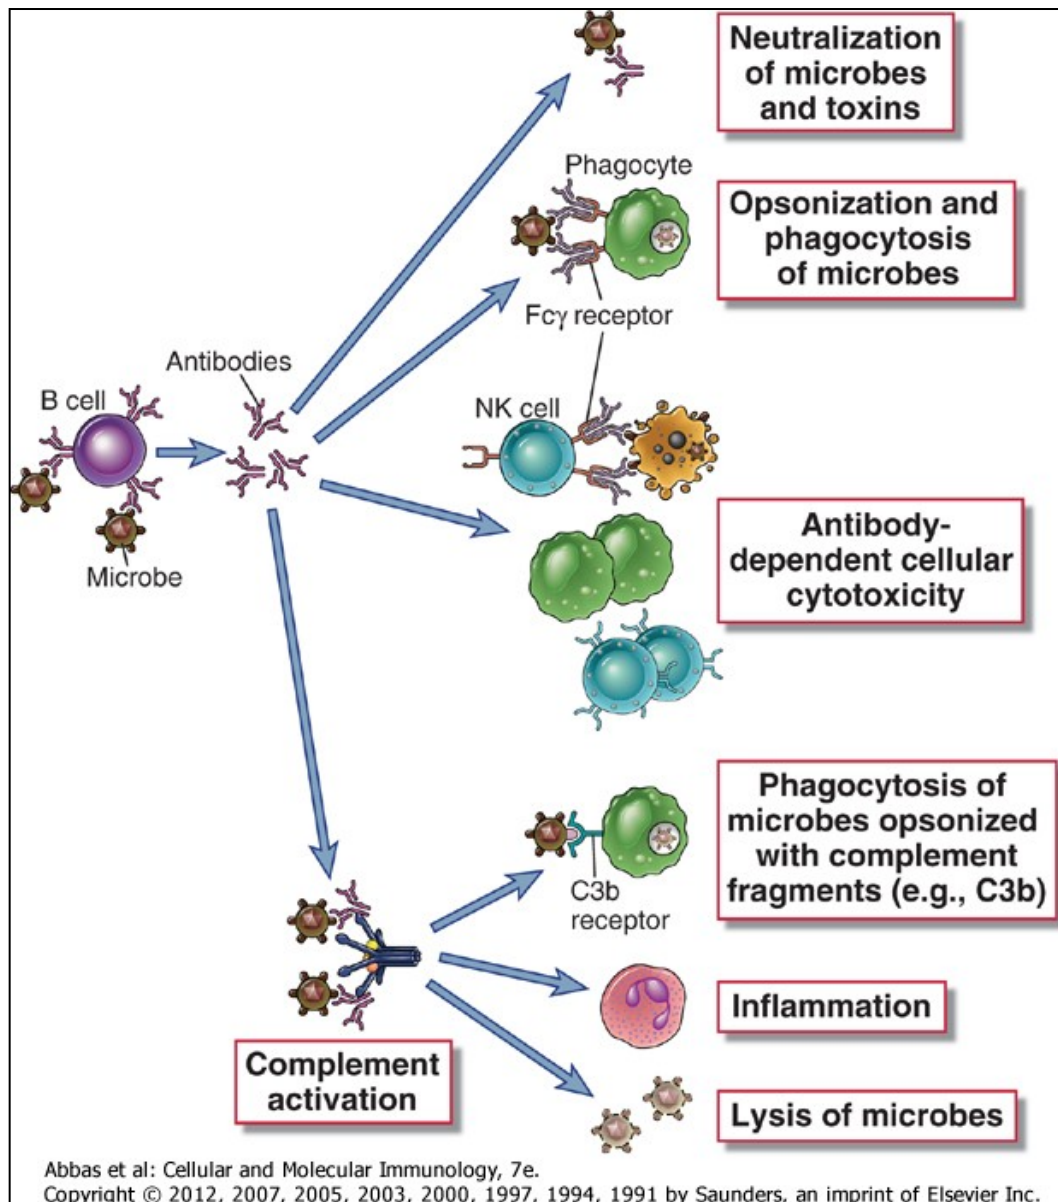 Neutralization
of microbes
and toxins
Phagocyte
Opsonization and
phagocytosis
of microbes
Fcγ receptor
Antibodies
B cell
NK cell
Microbe
Antibody-
dependent cellular
cytotoxicity
Phagocytosis of
microbes opsonized
with complement
fragments (e.g., C3b)
C3b
receptor
Inflammation
Complement
activation
Lysis of microbes
Abbas et al: Cellular and Molecular Immunology, 7e.
Copyright © 2012, 2007, 2005, 2003, 2000, 1997, 1994, 1991 by Saunders, an imprint of Elsevier Inc.